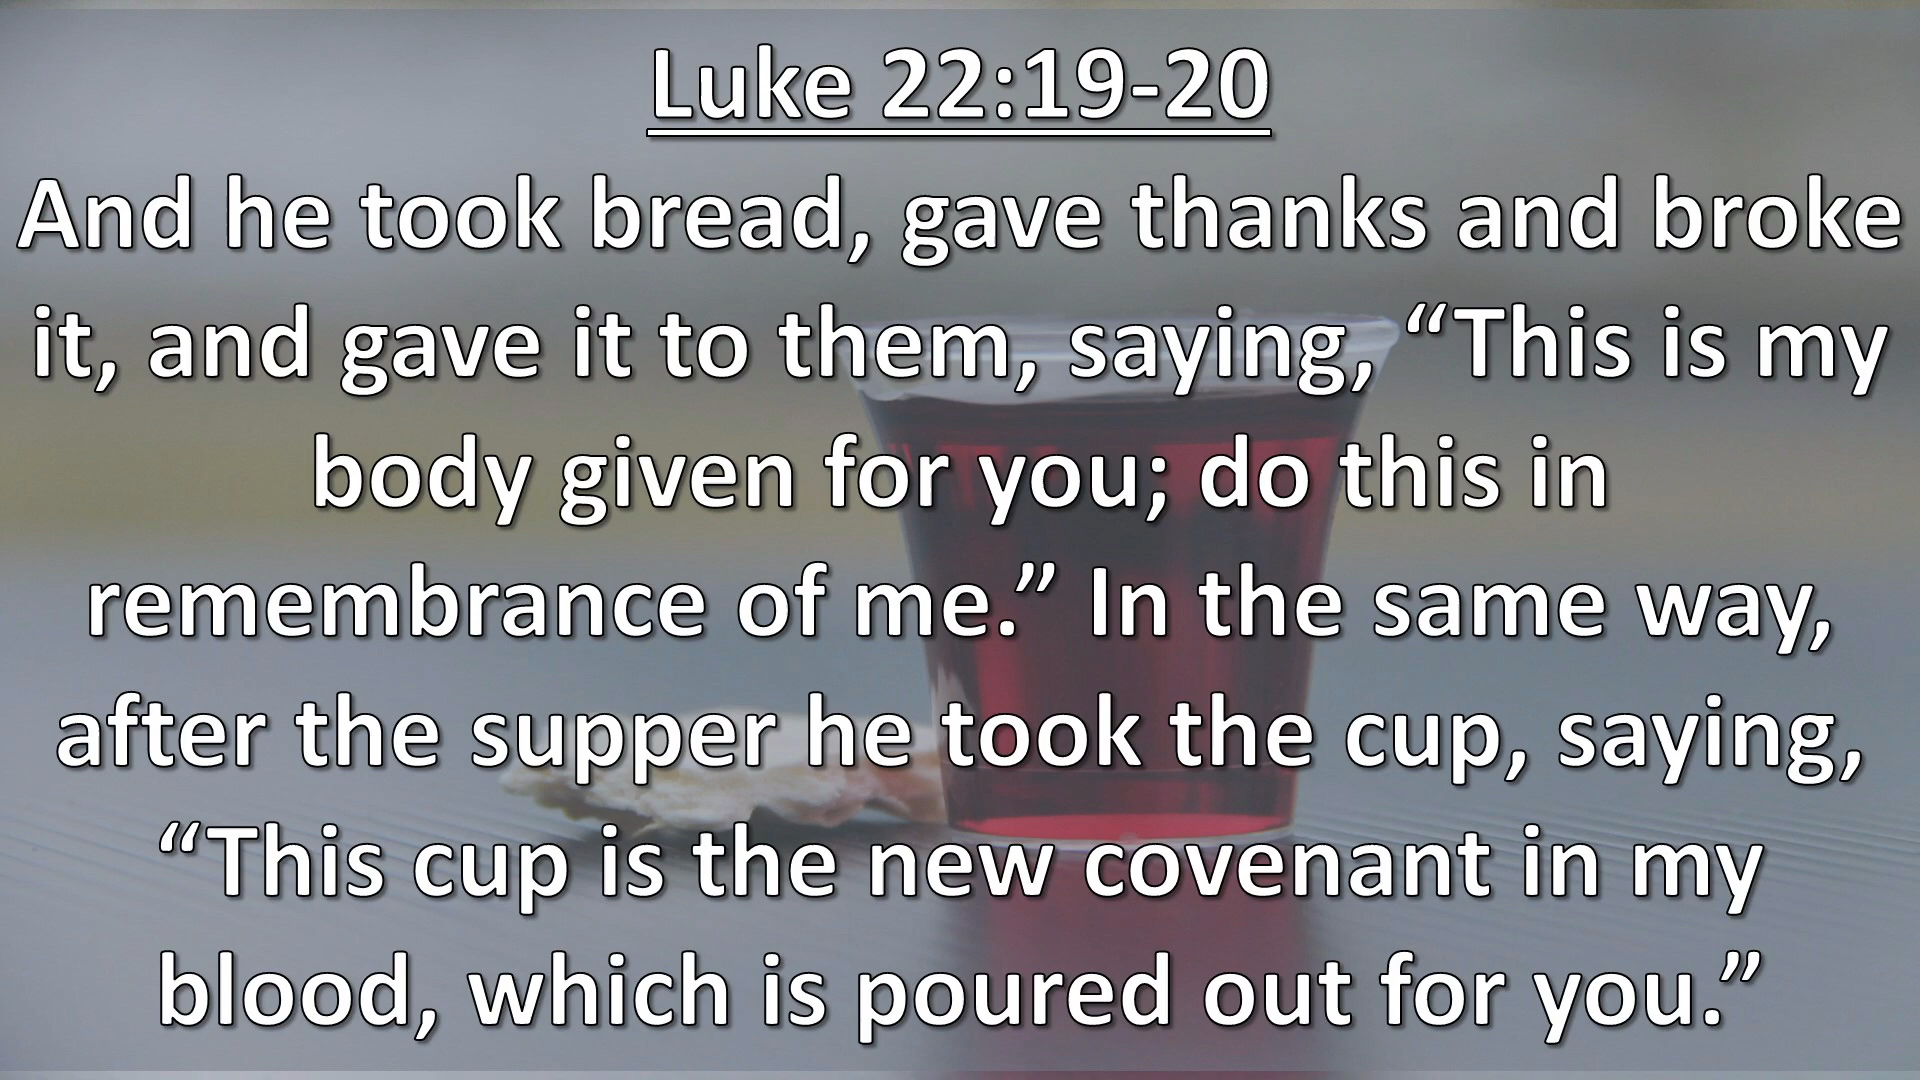 Luke 22:19-20
And he took bread, gave thanks and broke
it, and gave it to them, saying, “This is my
body given for you; do this in
remembrance of me.” In the same way,
after the supper he took the cup, saying,
“This cup is the new covenant in my
blood, which is poured out for you.”